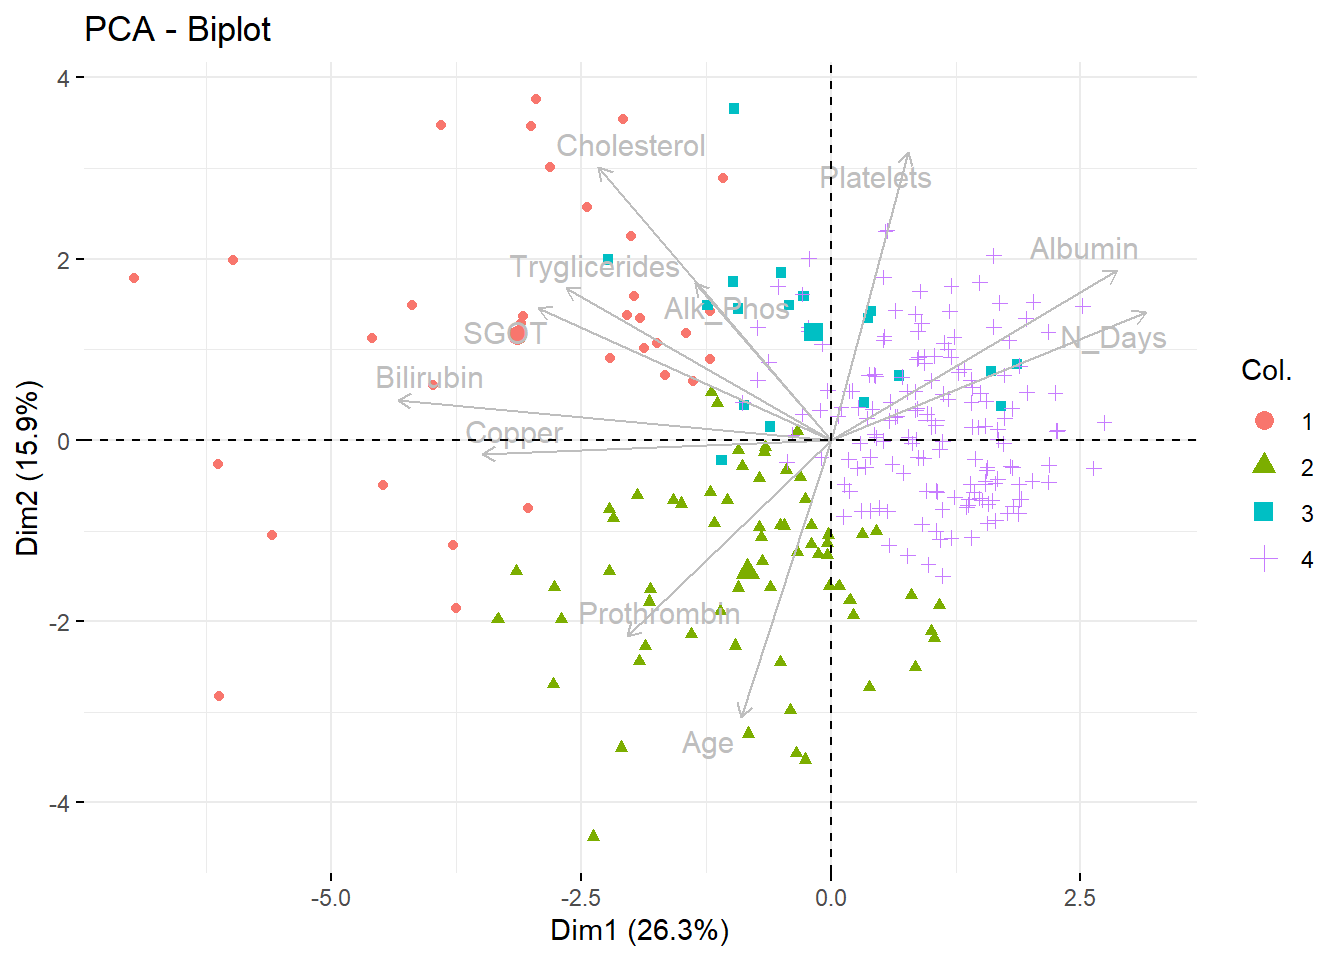 PCA - Biplot
4
2
0
-2
-4
Dim2 (15.9%)
Cholesterol
Platelets
Albumin
Tryglicerides
Alk_Phos
SGOT
N_Days
Bilirubin
Copper
Prothrombin
Age
-5.0
-2.5
0.0
2.5
Dim1 (26.3%)
Col.
1
2
3
4